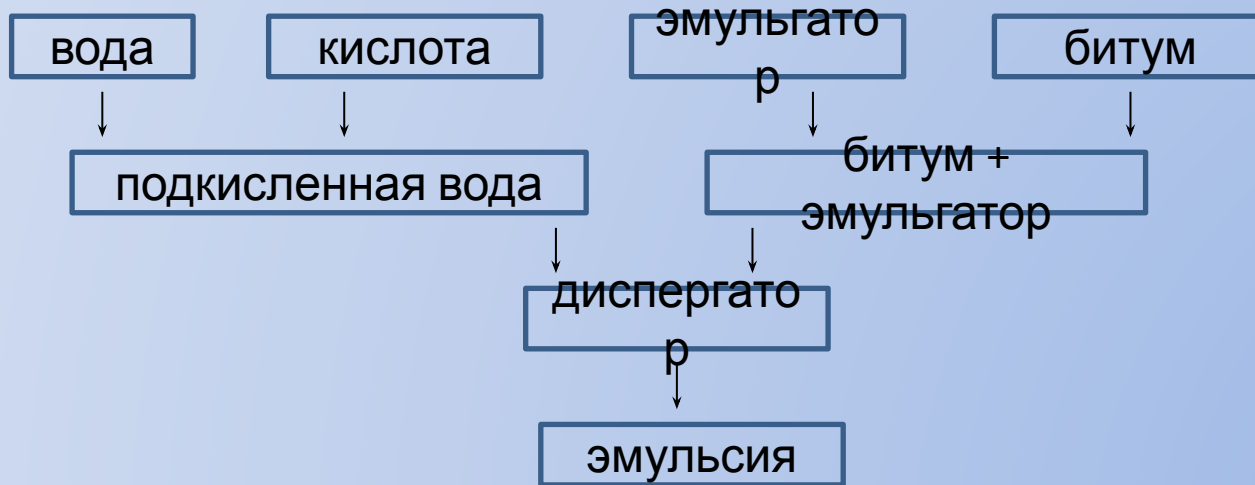 вода
кислота
эмульгато
р
битум
подкисленная вода
битум +
эмульгатор
диспергато
р
эмульсия